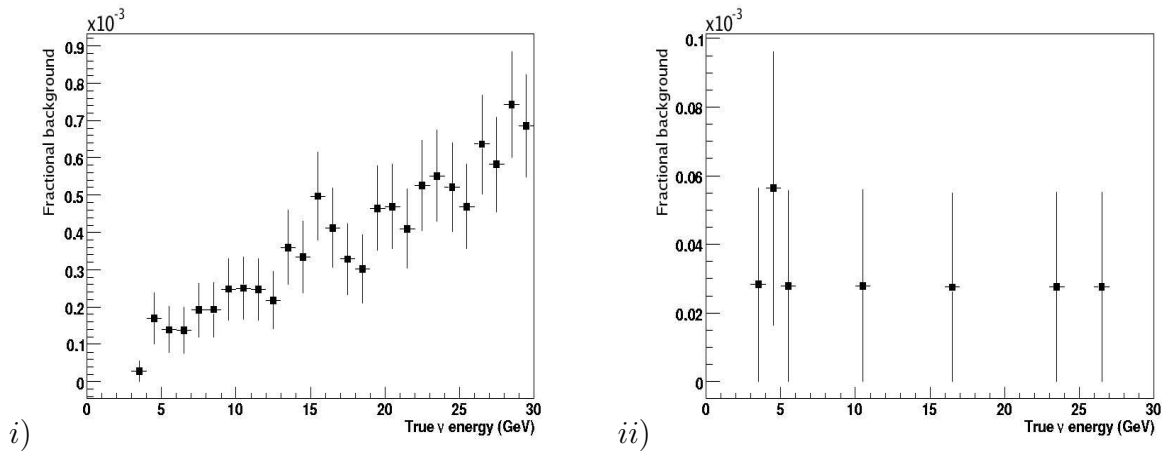 x10⁻³
Fractional background
0.9
0.8
0.7
0.6
0.5
0.4
0.3
0.2
0.1
0
0 5 10 15 20 25 30
True ν energy (GeV)
i)
x10⁻³
Fractional background
0.1
0.08
0.06
0.04
0.02
0
0 5 10 15 20 25 30
True ν energy (GeV)
ii)